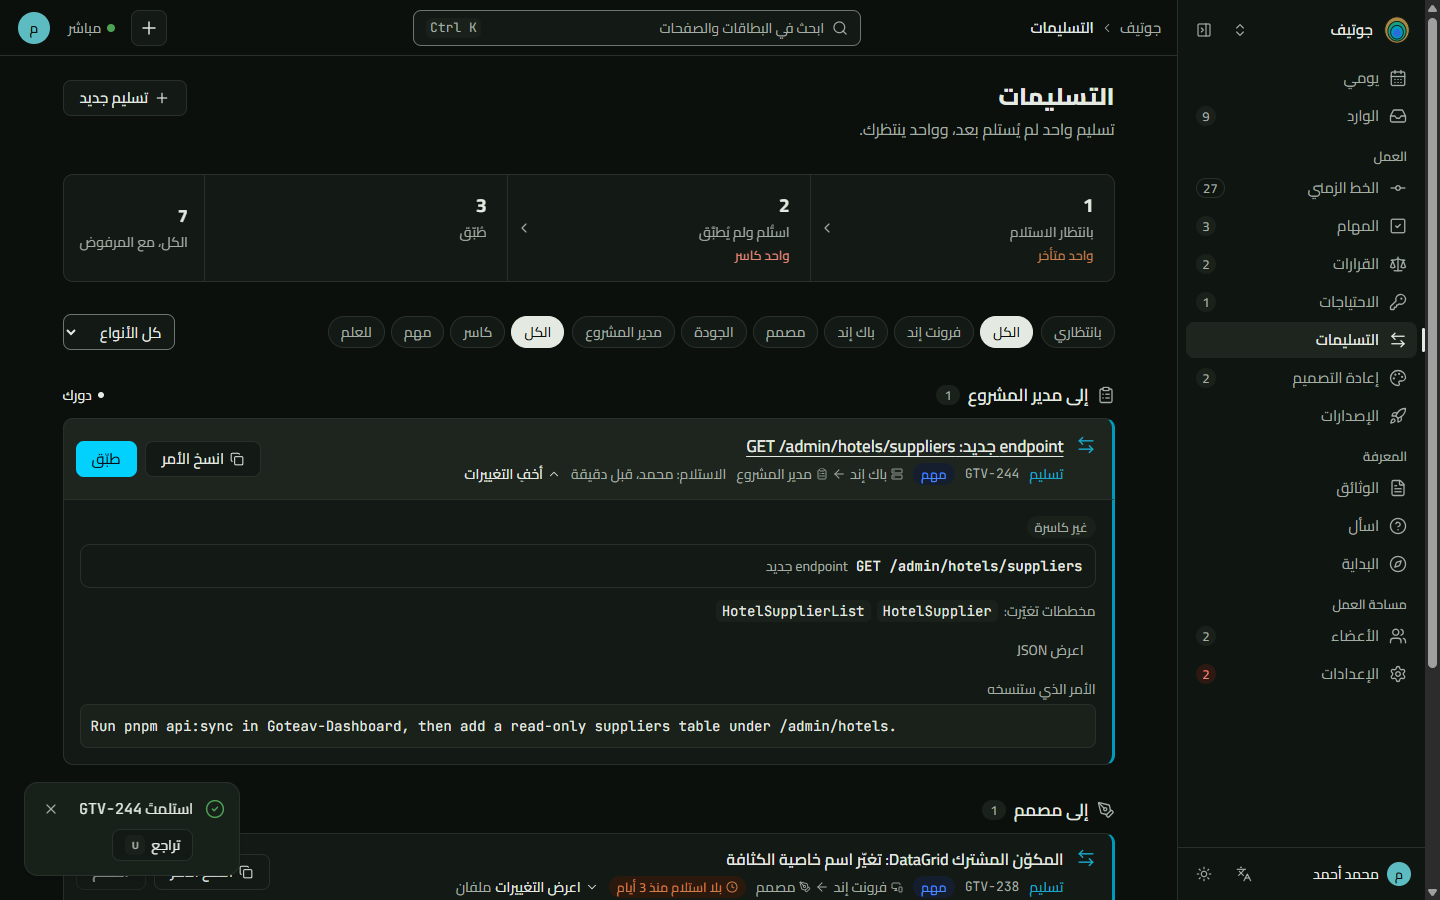 جوتيف
يومي
الوارد 9
العمل
الخط الزمني 27
المهام 3
القرارات 2
الاحتياجات 1
التسليمات
إعادة التصميم 2
الإصدارات
المعرفة
الوثائق
اسأل
البداية
مساحة العمل
الأعضاء 2
الإعدادات 2
محمد أحمد
م
جوتيف التسليمات
ابحث في البطاقات والصفحات Ctrl K
مباشر
م
التسليمات
تسليم جديد
تسليم واحد لم يُستلم بعد، وواحد ينتظرك.
1
بانتظار الاستلام
واحد متأخر
2
استُلم ولم يُطبَّق
واحد كاسر
3
طُبّق
7
الكل، مع المرفوض
بانتظاري الكل فرونت إند باك إند مصمم الجودة مدير المشروع الكل كاسر مهم للعلم كل الأنواع
إلى مدير المشروع 1
دورك
endpoint جديد: GET /admin/hotels/suppliers
تسليم GTV-244 مهم باك إند ← مدير المشروع الاستلام: محمد، قبل دقيقة أخفِ التغييرات
انسخ الأمر
طبّق
غير كاسرة
GET /admin/hotels/suppliers endpoint جديد
مخططات تغيّرت: HotelSupplier HotelSupplierList
اعرض JSON
الأمر الذي ستنسخه
Run pnpm api:sync in Goteav-Dashboard, then add a read-only suppliers table under /admin/hotels.
إلى مصمم 1
المكوّن المشترك DataGrid: تغيّر اسم خاصية الكثافة
تسليم GTV-238 مهم فرونت إند ← مصمم بلا استلام منذ 3 أيام اعرض التغييرات ملفان
استلمتَ GTV-244
تراجع U